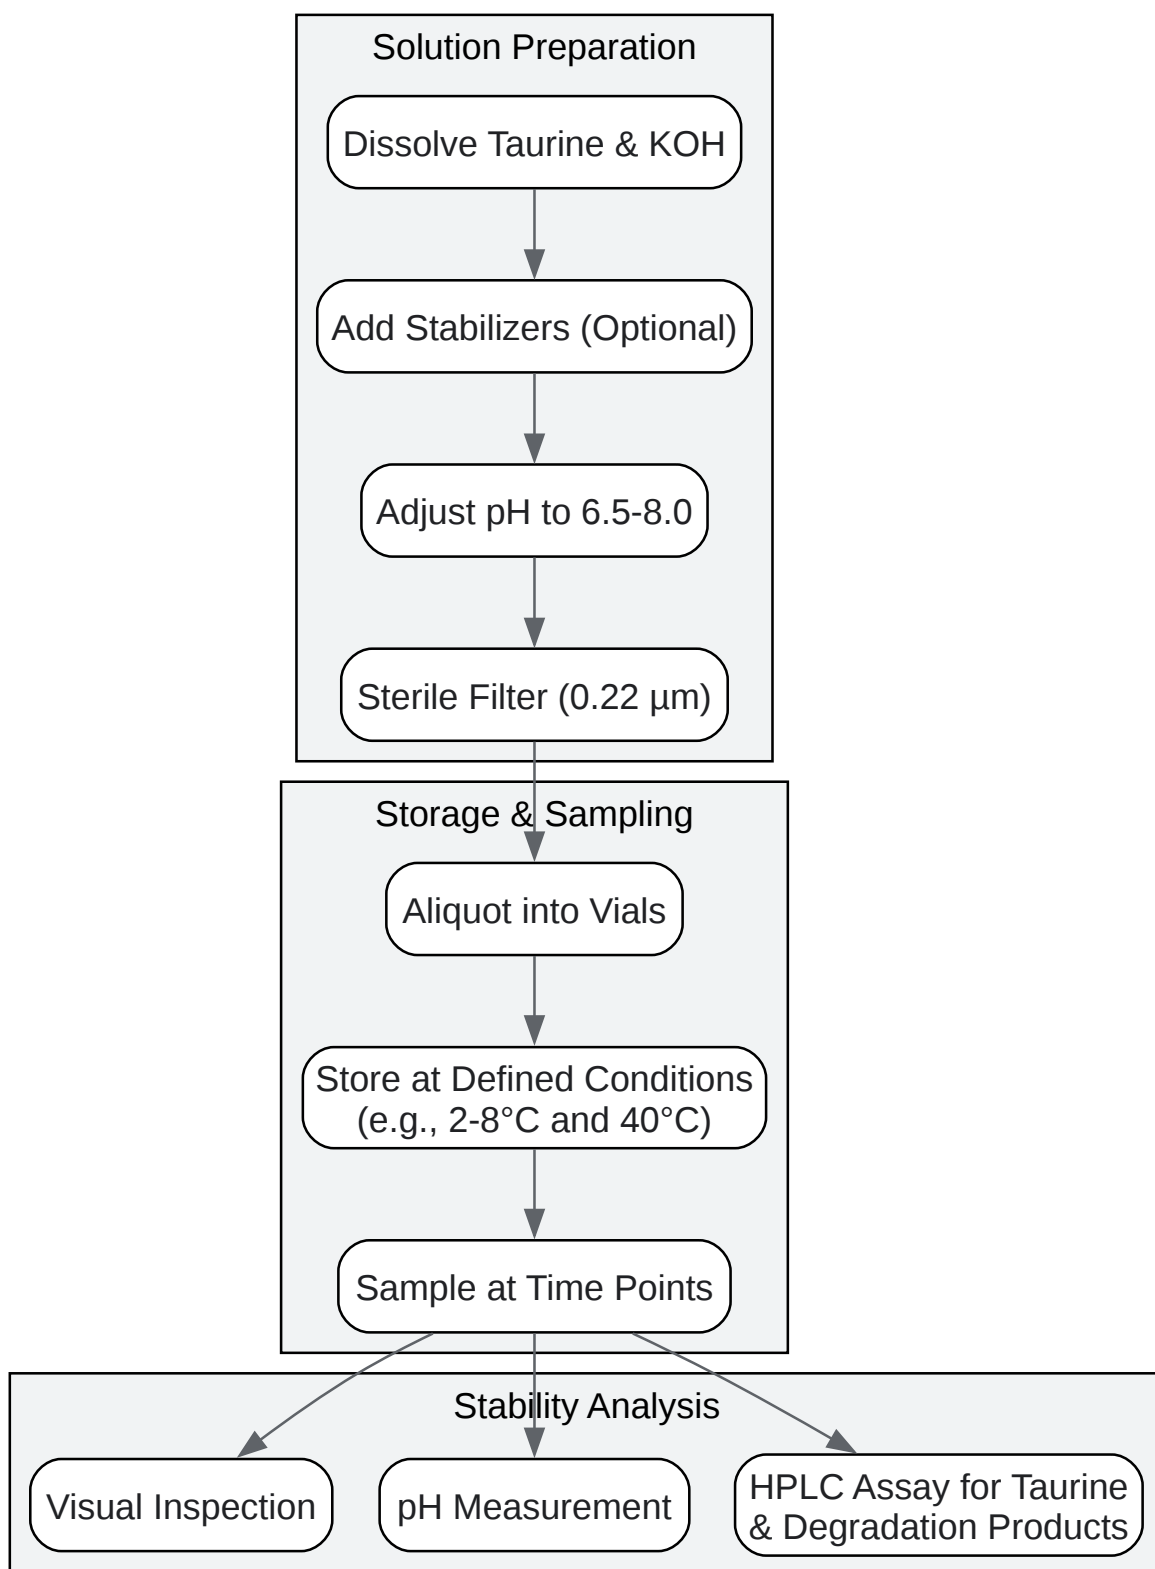 Solution Preparation
Dissolve Taurine & KOH
Add Stabilizers (Optional)
Adjust pH to 6.5-8.0
Sterile Filter (0.22 µm)
Storage & Sampling
Aliquot into Vials
Store at Defined Conditions
(e.g., 2-8°C and 40°C)
Sample at Time Points
Stability Analysis
Visual Inspection
pH Measurement
HPLC Assay for Taurine
& Degradation Products